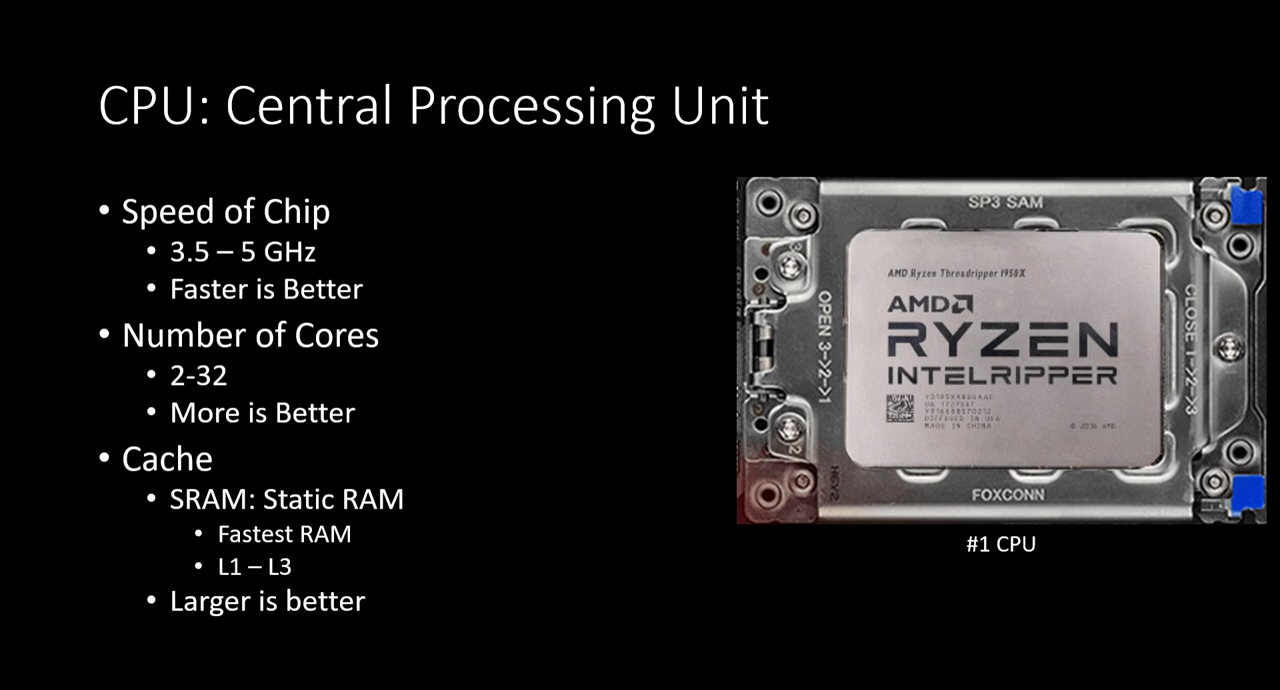 CPU: Central Processing Unit
• Speed of Chip
• 3.5 – 5 GHz
• Faster is Better
• Number of Cores
• 2-32
• More is Better
• Cache
• SRAM: Static RAM
• Fastest RAM
• L1 – L3
• Larger is better
SP3 SAM
OPEN 3->2->1
AMD Ryzen Threadripper 1950X
AMD
RYZEN
INTELRIPPER
DIFFUSED IN USA
MADE IN CHINA
© 2016 AMD
CLOSE 1->2->3
FOXCONN
#1 CPU